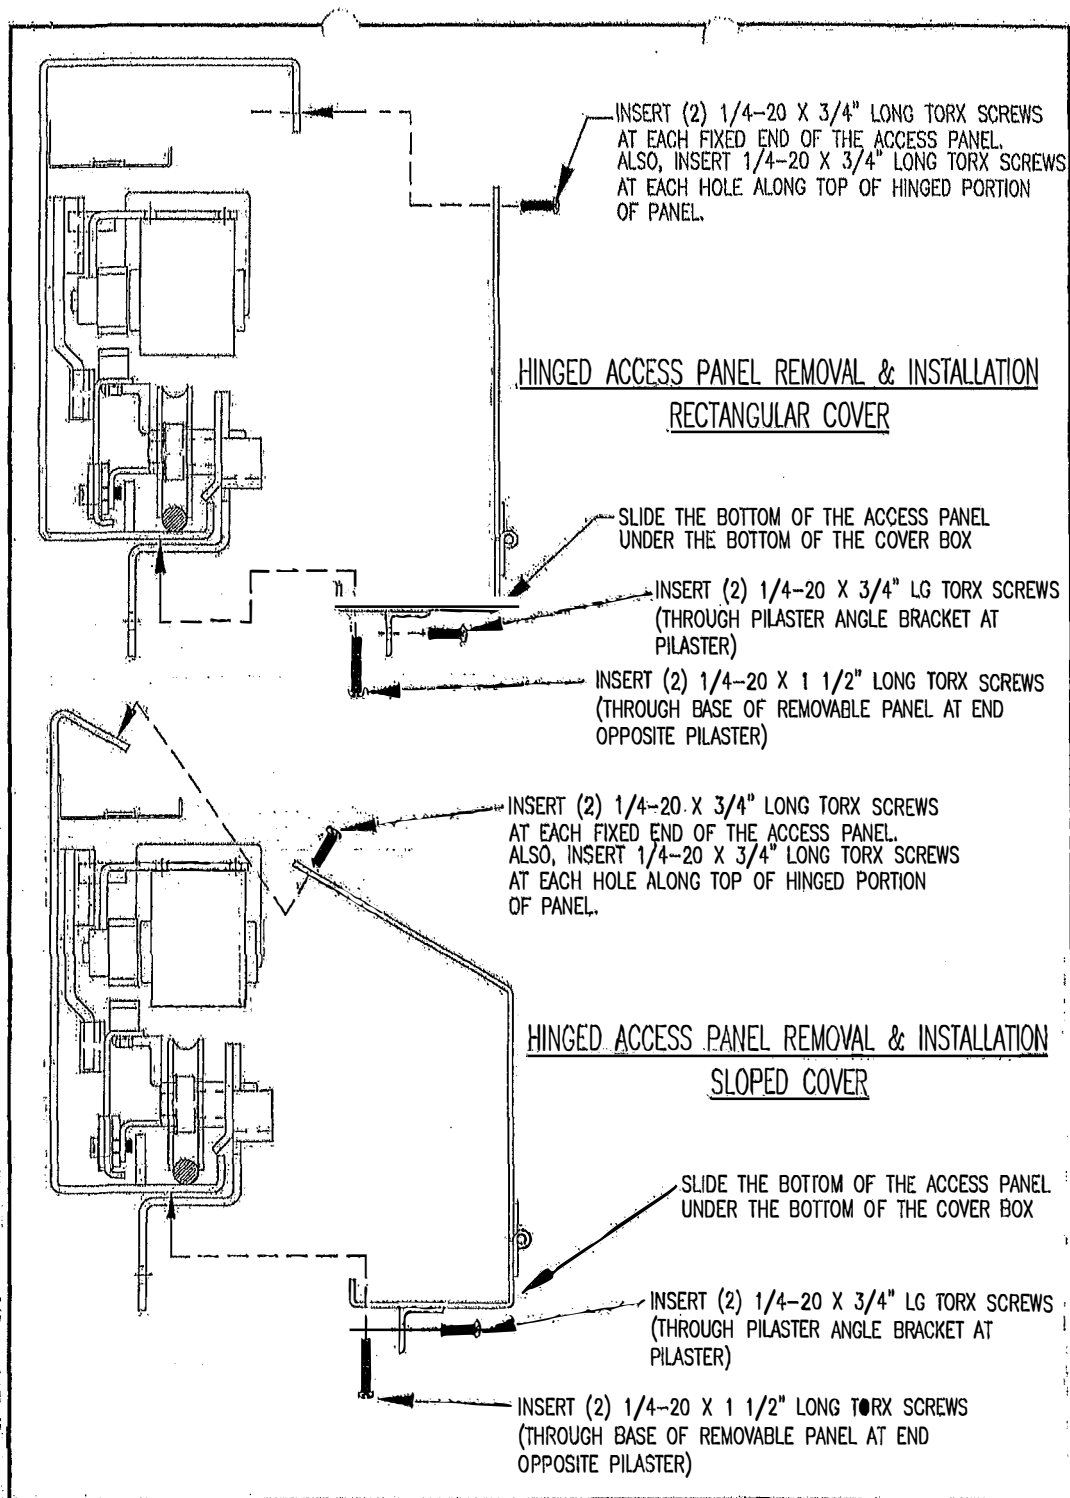 INSERT (2) 1/4-20 X 3/4" LONG TORX SCREWS
AT EACH FIXED END OF THE ACCESS PANEL.
ALSO, INSERT 1/4-20 X 3/4" LONG TORX SCREWS
AT EACH HOLE ALONG TOP OF HINGED PORTION
OF PANEL.
HINGED ACCESS PANEL REMOVAL & INSTALLATION
RECTANGULAR COVER
SLIDE THE BOTTOM OF THE ACCESS PANEL
UNDER THE BOTTOM OF THE COVER BOX
INSERT (2) 1/4-20 X 3/4" LG TORX SCREWS
(THROUGH PILASTER ANGLE BRACKET AT
PILASTER)
INSERT (2) 1/4-20 X 1 1/2" LONG TORX SCREWS
(THROUGH BASE OF REMOVABLE PANEL AT END
OPPOSITE PILASTER)
INSERT (2) 1/4-20 X 3/4" LONG TORX SCREWS
AT EACH FIXED END OF THE ACCESS PANEL.
ALSO, INSERT 1/4-20 X 3/4" LONG TORX SCREWS
AT EACH HOLE ALONG TOP OF HINGED PORTION
OF PANEL.
HINGED ACCESS PANEL REMOVAL & INSTALLATION
SLOPED COVER
SLIDE THE BOTTOM OF THE ACCESS PANEL
UNDER THE BOTTOM OF THE COVER BOX
INSERT (2) 1/4-20 X 3/4" LG TORX SCREWS
(THROUGH PILASTER ANGLE BRACKET AT
PILASTER)
INSERT (2) 1/4-20 X 1 1/2" LONG TORX SCREWS
(THROUGH BASE OF REMOVABLE PANEL AT END
OPPOSITE PILASTER)